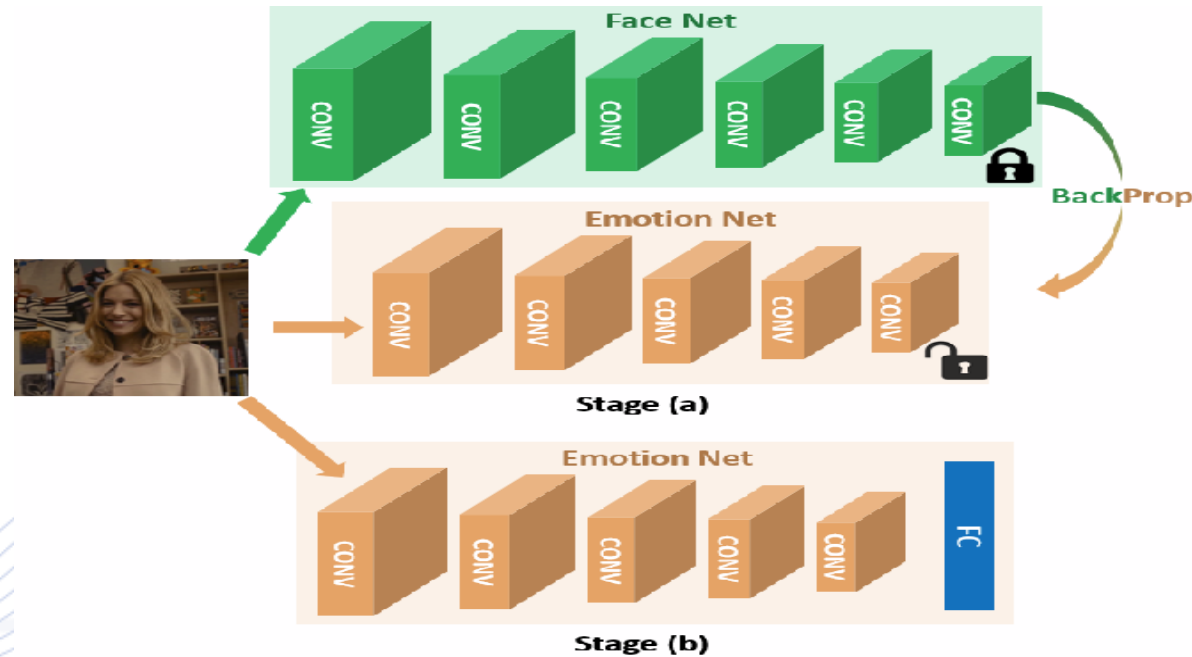 Face Net
CONV CONV CONV CONV CONV CONV
BackProp
Emotion Net
CONV CONV CONV CONV CONV
Stage (a)
Emotion Net
CONV CONV CONV CONV CONV FC
Stage (b)